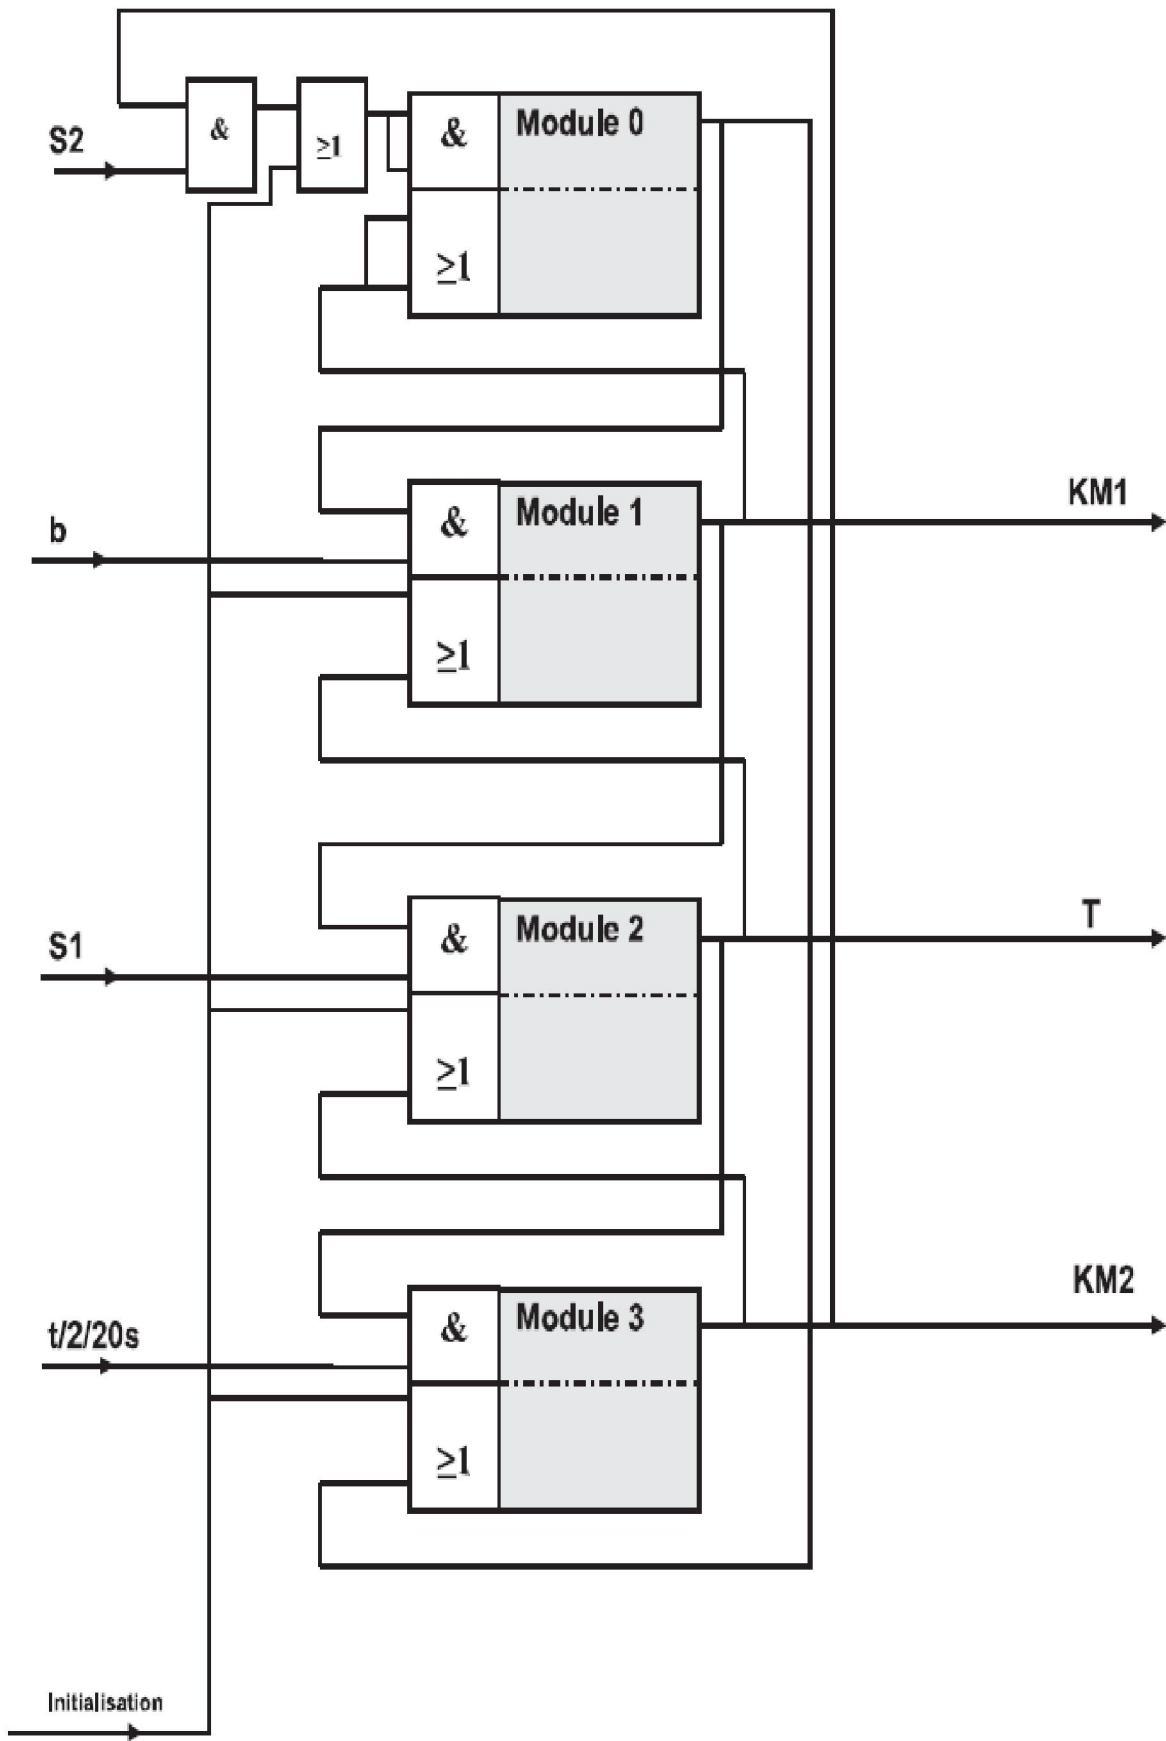 S2
&
≥1
&
Module 0
≥1
KM1
b
&
Module 1
≥1
T
S1
&
Module 2
≥1
KM2
t/2/20s
&
Module 3
≥1
Initialisation